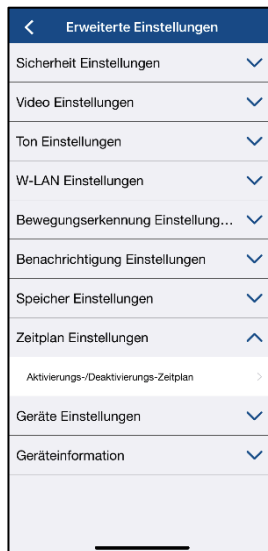 Erweiterte Einstellungen
Sicherheit Einstellungen
Video Einstellungen
Ton Einstellungen
W-LAN Einstellungen
Bewegungserkennung Einstellung...
Benachrichtigung Einstellungen
Speicher Einstellungen
Zeitplan Einstellungen
Aktivierungs-/Deaktivierungs-Zeitplan
Geräte Einstellungen
Geräteinformation